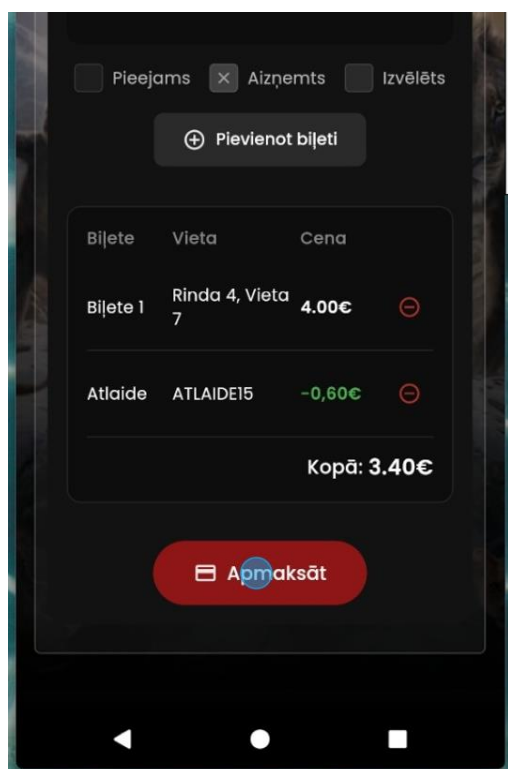 Pieejams Aizņemts Izvēlēts
Pievienot biļeti
Biļete Vieta Cena
Biļete 1 Rinda 4, Vieta 7 4.00€
Atlaide ATLAIDE15 -0,60€
Kopā: 3.40€
Apmaksāt